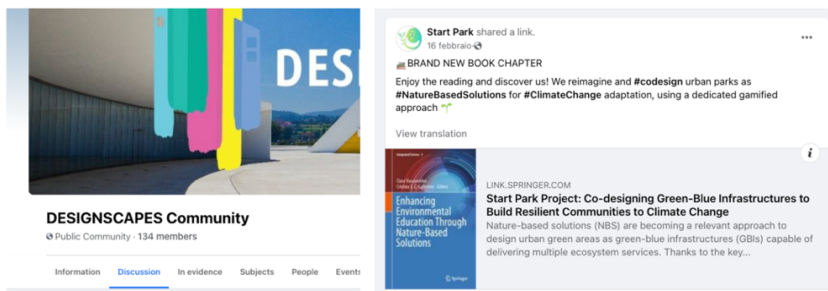 DES
DESIGNSCAPES Community
Public Community · 134 members
Information Discussion In evidence Subjects People Events
Start Park shared a link.
16 febbraio ·
BRAND NEW BOOK CHAPTER
Enjoy the reading and discover us! We reimagine and #codesign urban parks as
#NatureBasedSolutions for #ClimateChange adaptation, using a dedicated gamified
approach
View translation
Enhancing
Environmental
Education Through
Nature-Based
Solutions
Springer
LINK.SPRINGER.COM
Start Park Project: Co-designing Green-Blue Infrastructures to
Build Resilient Communities to Climate Change
Nature-based solutions (NBS) are becoming a relevant approach to
design urban green areas as green-blue infrastructures (GBIs) capable of
delivering multiple ecosystem services. Thanks to the key...